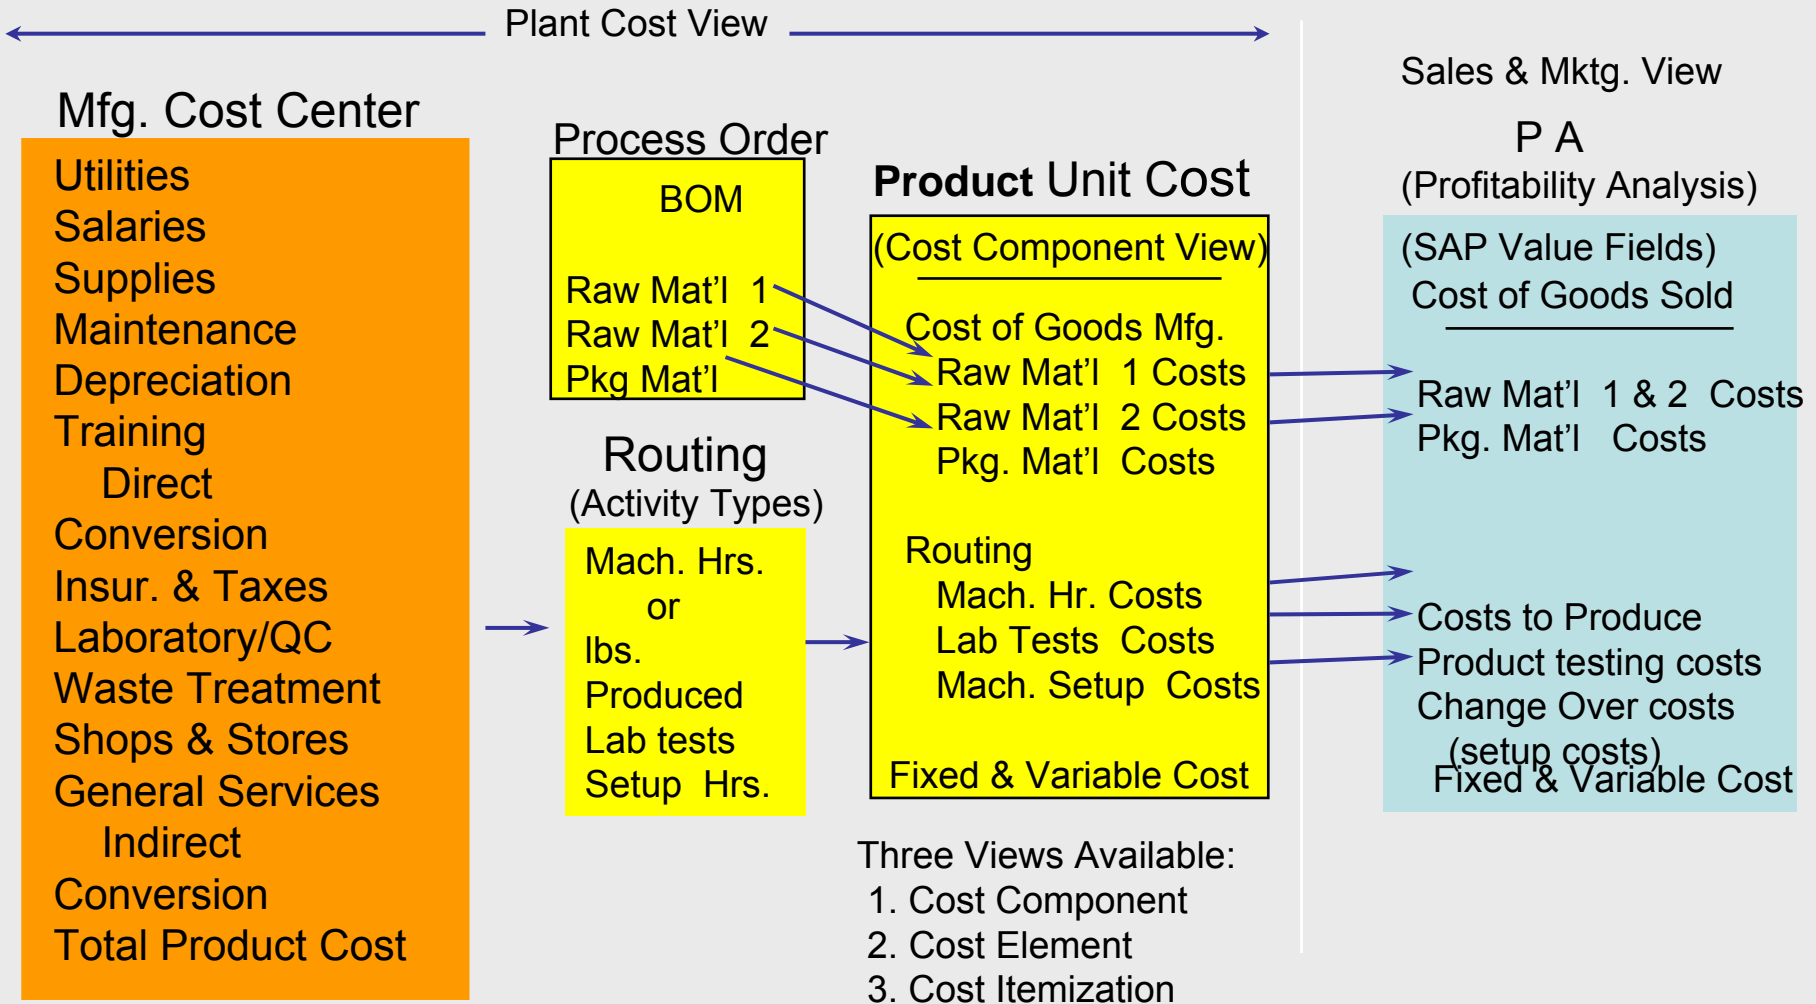 Plant Cost View
Mfg. Cost Center
Utilities
Salaries
Supplies
Maintenance
Depreciation
Training
Direct
Conversion
Insur. & Taxes
Laboratory/QC
Waste Treatment
Shops & Stores
General Services
Indirect
Conversion
Total Product Cost
Process Order
BOM
Raw Mat'l 1
Raw Mat'l 2
Pkg Mat'l
Routing
(Activity Types)
Mach. Hrs.
or
lbs.
Produced
Lab tests
Setup Hrs.
Product Unit Cost
(Cost Component View)
Cost of Goods Mfg.
Raw Mat'l 1 Costs
Raw Mat'l 2 Costs
Pkg. Mat'l Costs
Routing
Mach. Hr. Costs
Lab Tests Costs
Mach. Setup Costs
Fixed & Variable Cost
Three Views Available:
1. Cost Component
2. Cost Element
3. Cost Itemization
Sales & Mktg. View
P A
(Profitability Analysis)
(SAP Value Fields)
Cost of Goods Sold
Raw Mat'l 1 & 2 Costs
Pkg. Mat'l Costs
Costs to Produce
Product testing costs
Change Over costs
(setup costs)
Fixed & Variable Cost